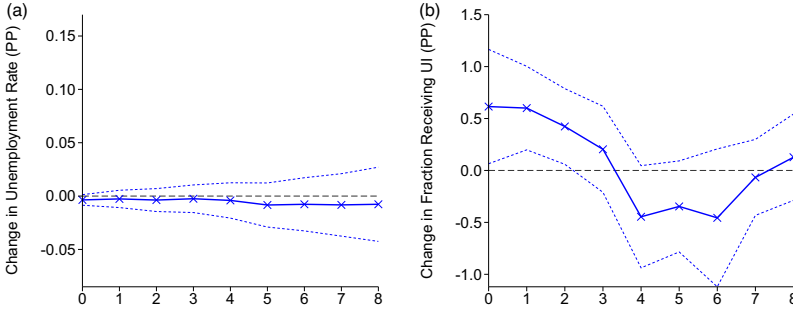 (a)
Change in Unemployment Rate (PP)
0.15
0.10
0.05
0.00
-0.05
0 1 2 3 4 5 6 7 8
(b)
Change in Fraction Receiving UI (PP)
1.5
1.0
0.5
0.0
-0.5
-1.0
0 1 2 3 4 5 6 7 8